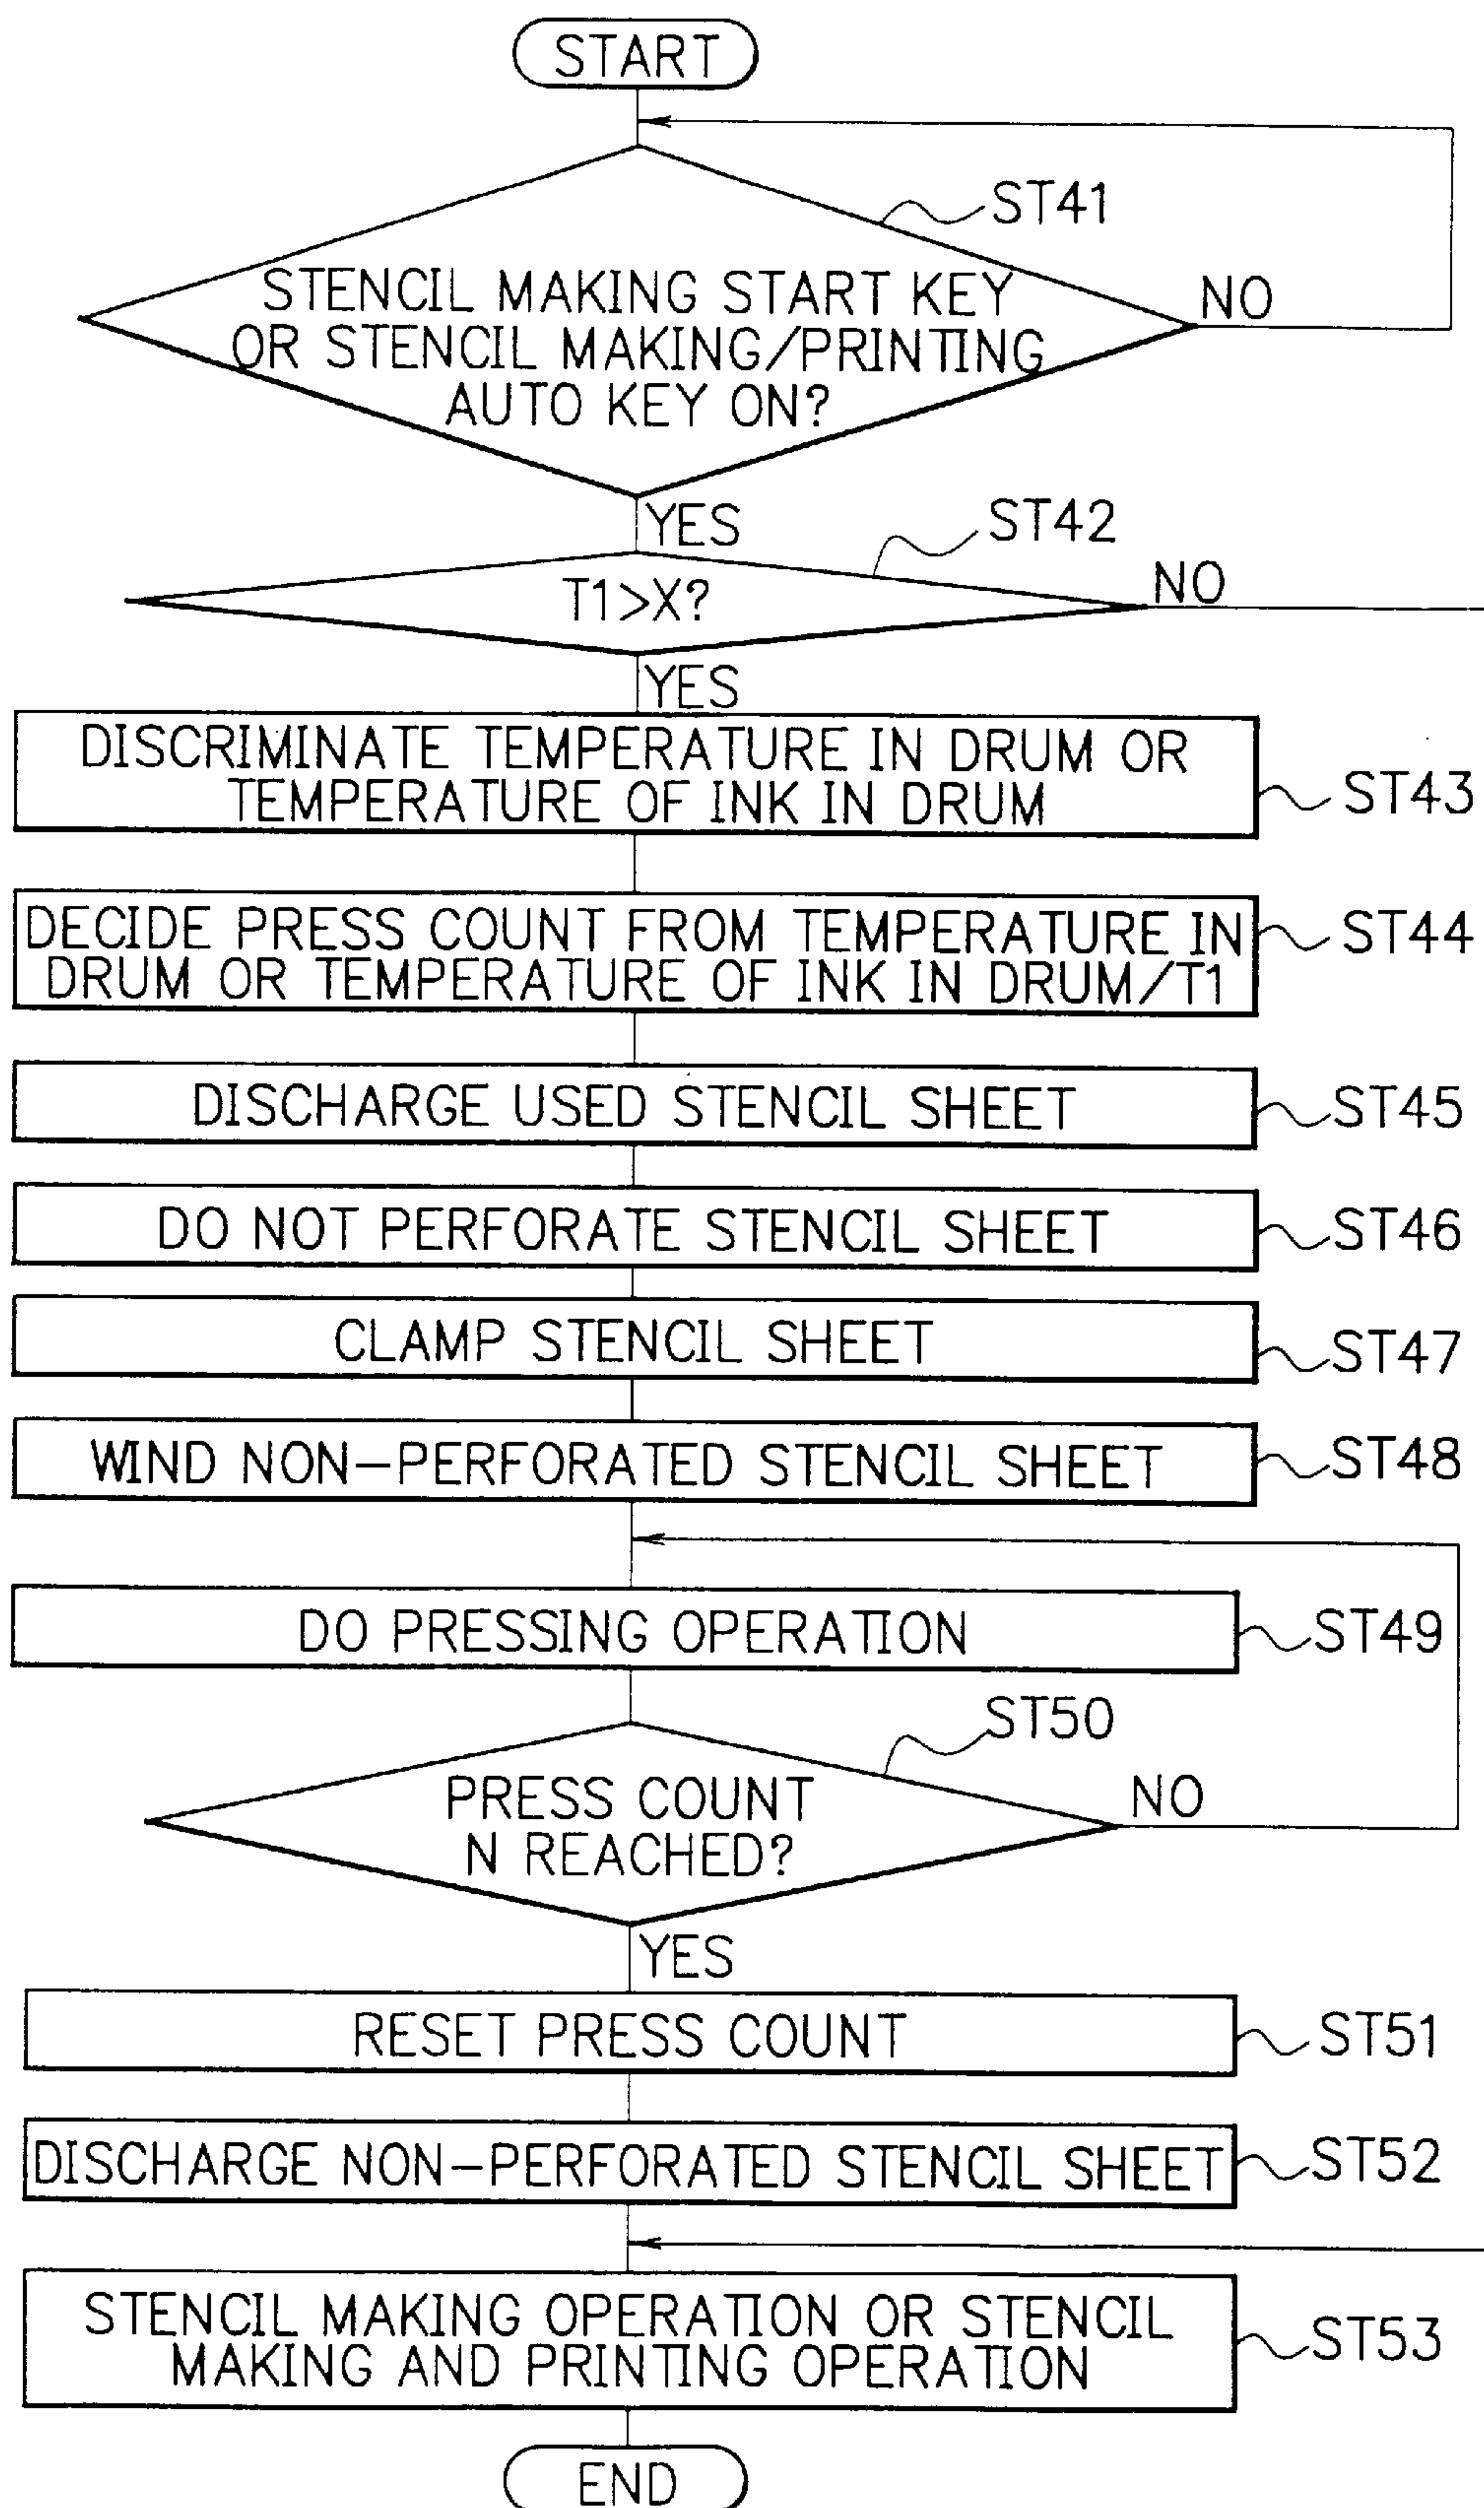 START
ST41
STENCIL MAKING START KEY
OR STENCIL MAKING/PRINTING
AUTO KEY ON?
NO
YES
ST42
T1>X?
NO
YES
DISCRIMINATE TEMPERATURE IN DRUM OR
TEMPERATURE OF INK IN DRUM
ST43
DECIDE PRESS COUNT FROM TEMPERATURE IN
DRUM OR TEMPERATURE OF INK IN DRUM/T1
ST44
DISCHARGE USED STENCIL SHEET
ST45
DO NOT PERFORATE STENCIL SHEET
ST46
CLAMP STENCIL SHEET
ST47
WIND NON-PERFORATED STENCIL SHEET
ST48
DO PRESSING OPERATION
ST49
ST50
PRESS COUNT
N REACHED?
NO
YES
RESET PRESS COUNT
ST51
DISCHARGE NON-PERFORATED STENCIL SHEET
ST52
STENCIL MAKING OPERATION OR STENCIL
MAKING AND PRINTING OPERATION
ST53
END